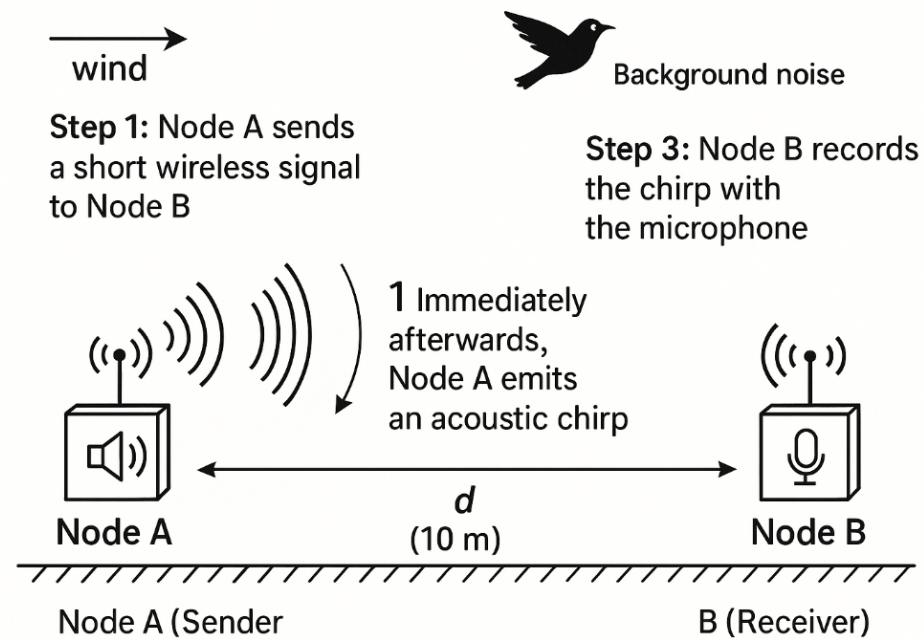 wind
Step 1: Node A sends
a short wireless signal
to Node B
Background noise
Step 3: Node B records
the chirp with
the microphone
1 Immediately
afterwards,
Node A emits
an acoustic chirp
d
(10 m)
Node A
Node B
Node A (Sender
B (Receiver)